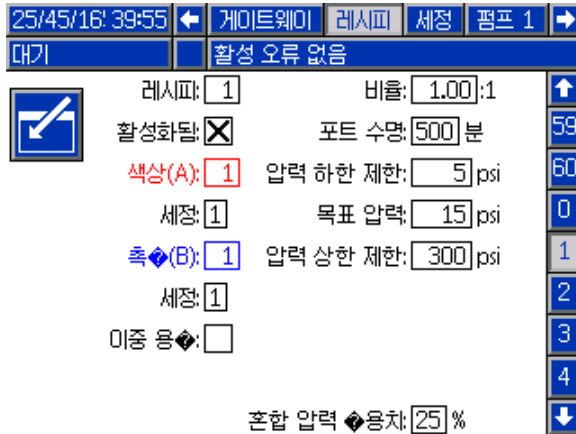 25/45/16! 39:55 게이트웨이 레시피 세정 펌프 1
대기 활성 오류 없음
레시피: 1 비율: 1.00:1
활성화됨: 포트 수명: 500 분
색상(A): 1 압력 하한 제한: 5 psi
세정: 1 목표 압력: 15 psi
촉�(B): 1 압력 상한 제한: 300 psi
세정: 1
이중 용�:
혼합 압력 �용치: 25 %
59
60
0
1
2
3
4